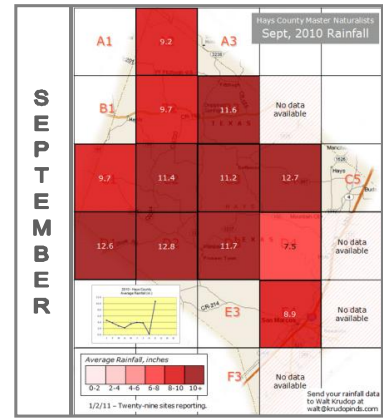 SEPTEMBER
Hays County Master Naturalists
Sept, 2010 Rainfall
A1
9.2
A3
B1
9.7
11.6
No data
available
9.7
11.4
11.2
12.7
C5
12.6
12.8
11.7
7.5
No data
available
E3
8.9
No data
available
F3
No data
available
Average Rainfall, inches
0-2
2-4
4-6
6-8
8-10
10+
1/2/11 – Twenty-nine sites reporting.
Send your rainfall data
to Walt Krudop at
walt@krudopinds.com